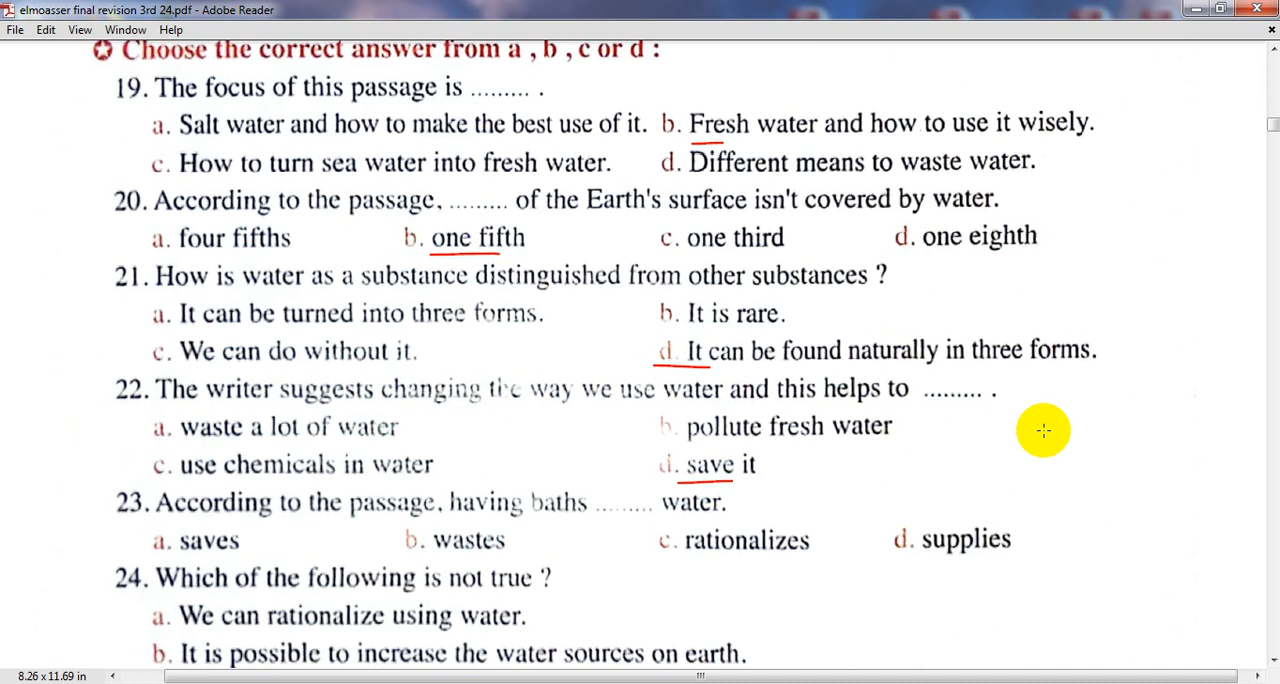 elmoasser final revision 3rd 24.pdf - Adobe Reader
File Edit View Window Help
Choose the correct answer from a , b , c or d :
19. The focus of this passage is ......... .
a. Salt water and how to make the best use of it. b. Fresh water and how to use it wisely.
c. How to turn sea water into fresh water. d. Different means to waste water.
20. According to the passage, ......... of the Earth's surface isn't covered by water.
a. four fifths b. one fifth c. one third d. one eighth
21. How is water as a substance distinguished from other substances ?
a. It can be turned into three forms. b. It is rare.
c. We can do without it. d. It can be found naturally in three forms.
22. The writer suggests changing the way we use water and this helps to ......... .
a. waste a lot of water b. pollute fresh water
c. use chemicals in water d. save it
23. According to the passage, having baths ......... water.
a. saves b. wastes c. rationalizes d. supplies
24. Which of the following is not true ?
a. We can rationalize using water.
b. It is possible to increase the water sources on earth.
8.26 x 11.69 in